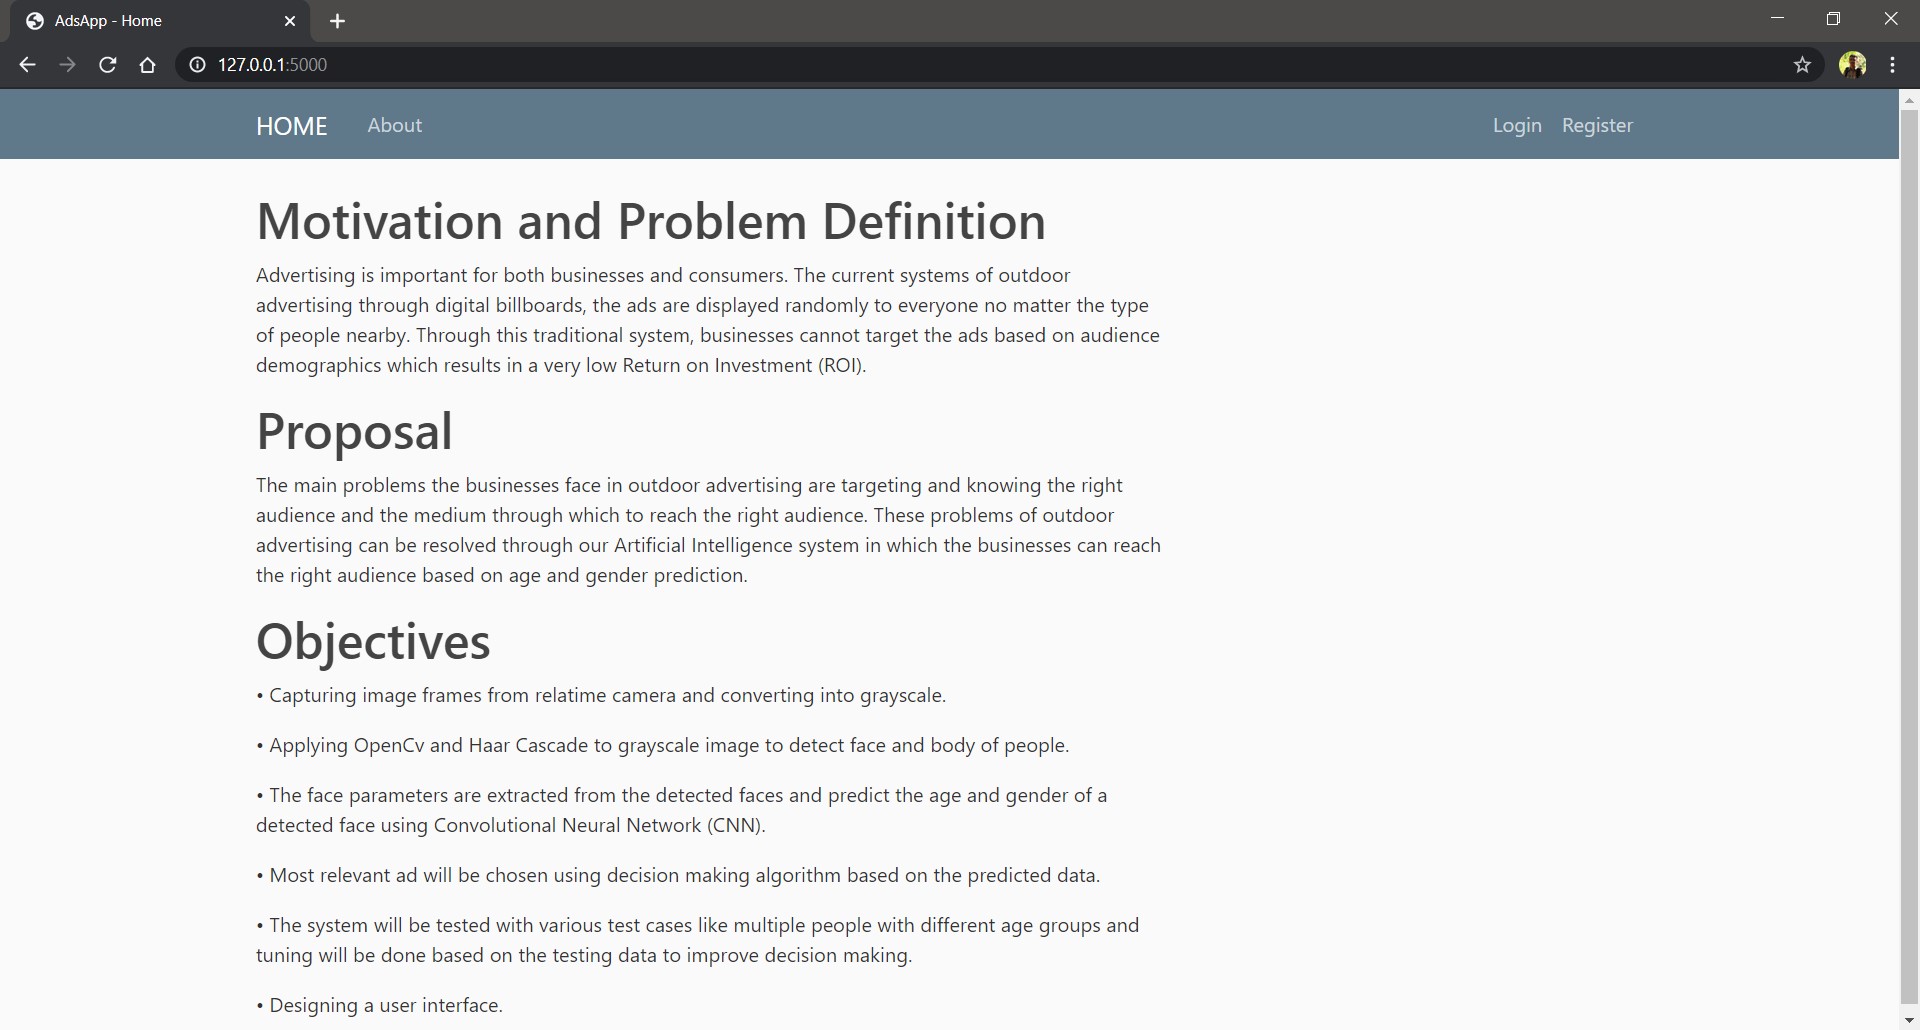 AdsApp - Home
127.0.0.1:5000
HOME About Login Register
Motivation and Problem Definition
Advertising is important for both businesses and consumers. The current systems of outdoor
advertising through digital billboards, the ads are displayed randomly to everyone no matter the type
of people nearby. Through this traditional system, businesses cannot target the ads based on audience
demographics which results in a very low Return on Investment (ROI).
Proposal
The main problems the businesses face in outdoor advertising are targeting and knowing the right
audience and the medium through which to reach the right audience. These problems of outdoor
advertising can be resolved through our Artificial Intelligence system in which the businesses can reach
the right audience based on age and gender prediction.
Objectives
• Capturing image frames from relatime camera and converting into grayscale.
• Applying OpenCv and Haar Cascade to grayscale image to detect face and body of people.
• The face parameters are extracted from the detected faces and predict the age and gender of a
detected face using Convolutional Neural Network (CNN).
• Most relevant ad will be chosen using decision making algorithm based on the predicted data.
• The system will be tested with various test cases like multiple people with different age groups and
tuning will be done based on the testing data to improve decision making.
• Designing a user interface.